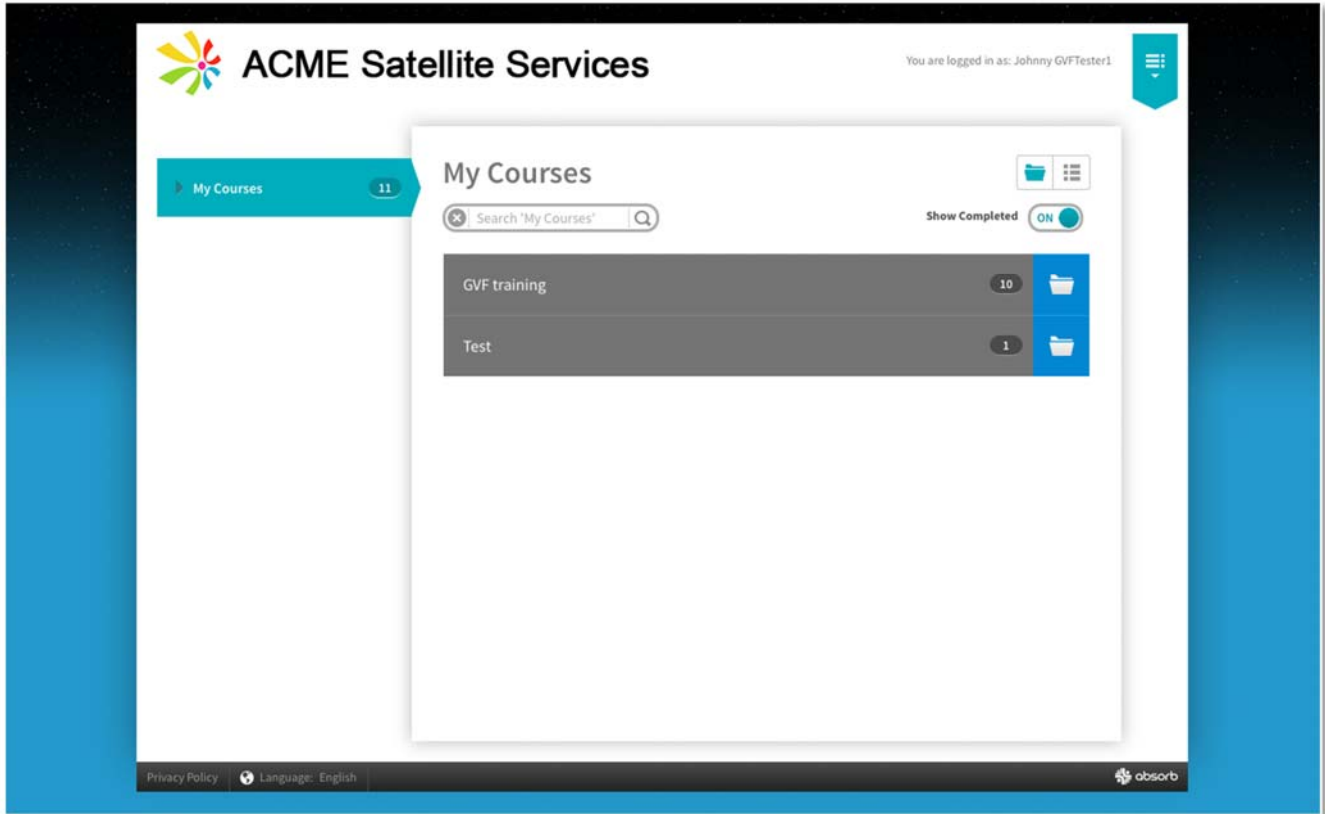 ACME Satellite Services
You are logged in as: Johnny GVFTester1
My Courses 11
My Courses
Search 'My Courses'
Show Completed ON
GVF training 10
Test 1
Privacy Policy Language: English absorb